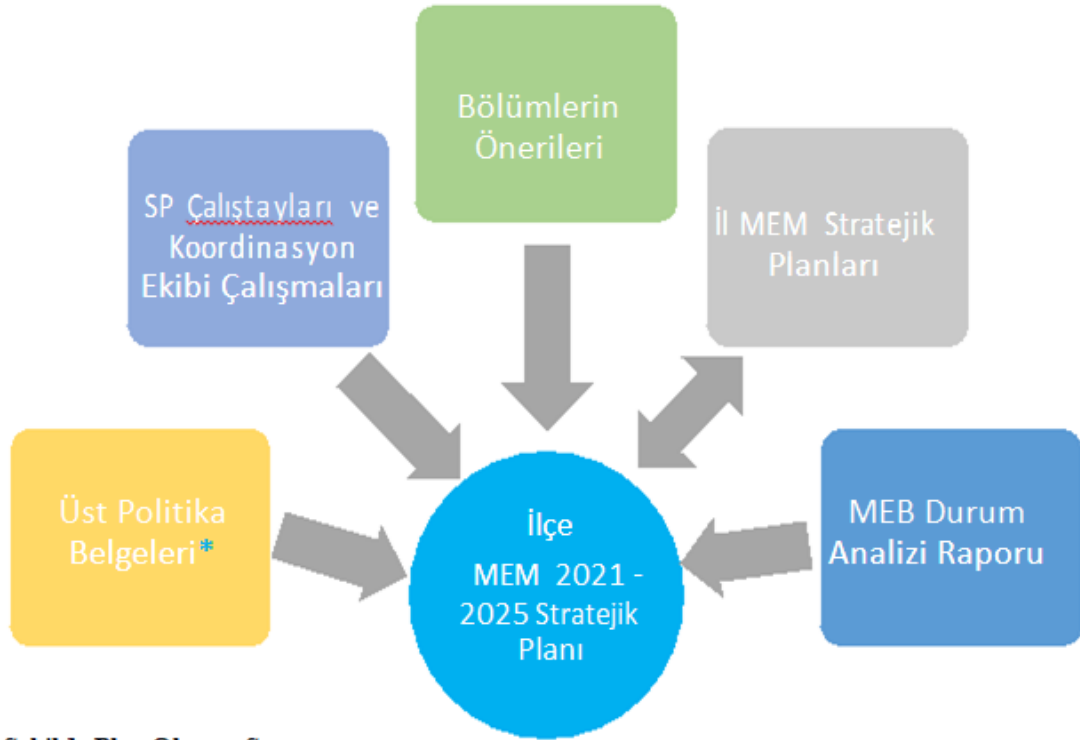 Bölümlerin
Önerileri
SP Çalıştayları ve
Koordinasyon
Ekibi Çalışmaları
İl MEM Stratejik
Planları
Üst Politika
Belgeleri*
İlçe
MEM 2021 -
2025 Stratejik
Planı
MEB Durum
Analizi Raporu